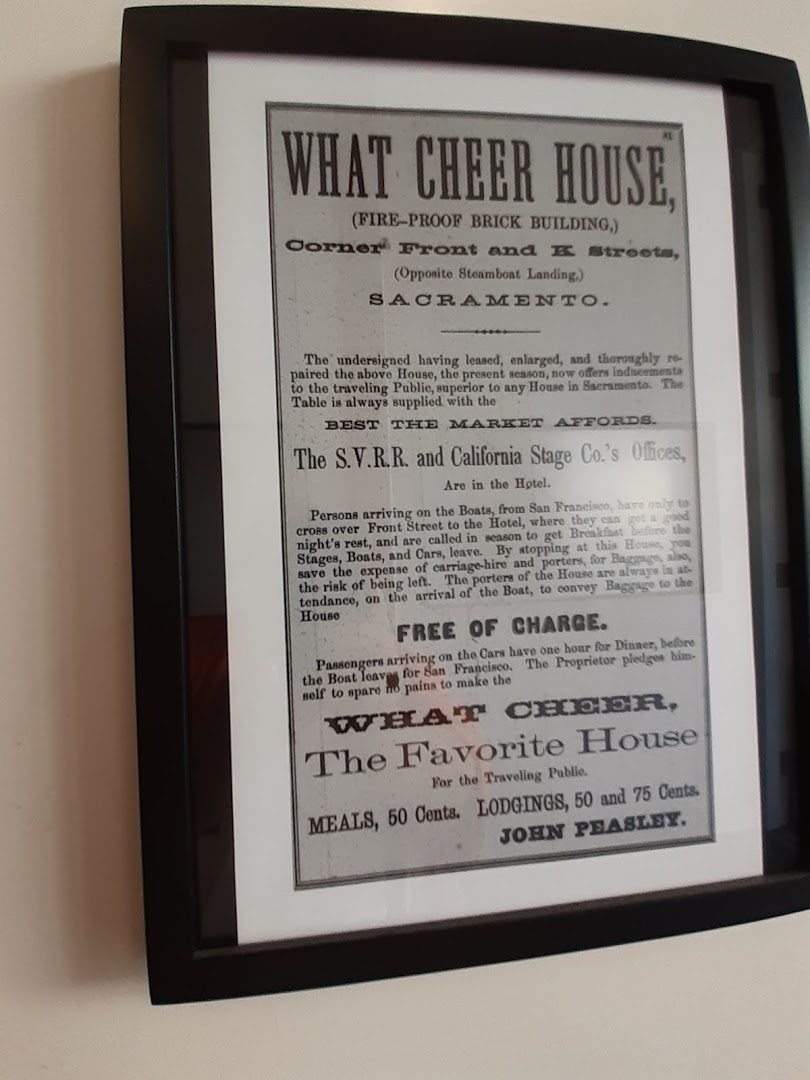 WHAT CHEER HOUSE,
(FIRE-PROOF BRICK BUILDING,)
Corner Front and K Streets,
(Opposite Steamboat Landing,)
SACRAMENTO.
The undersigned having leased, enlarged, and thoroughly re-
paired the above House, the present season, now offers inducements
to the traveling Public, superior to any House in Sacramento. The
Table is always supplied with the
BEST THE MARKET AFFORDS.
The S.V.R.R. and California Stage Co.'s Offices,
Are in the Hotel.
Persons arriving on the Boats, from San Francisco, have only to
cross over Front Street to the Hotel, where they can get a good
night's rest, and are called in season to get Breakfast before the
Stages, Boats, and Cars, leave. By stopping at this House, you
save the expense of carriage-hire and porters, for Baggage, also,
the risk of being left. The porters of the House are always in at-
tendance, on the arrival of the Boat, to convey Baggage to the
House
FREE OF CHARGE.
Passengers arriving on the Cars have one hour for Dinner, before
the Boat leaves for San Francisco. The Proprietor pledges him-
self to spare no pains to make the
WHAT CHEER,
The Favorite House
For the Traveling Public.
MEALS, 50 Cents. LODGINGS, 50 and 75 Cents.
JOHN PEASLEY.